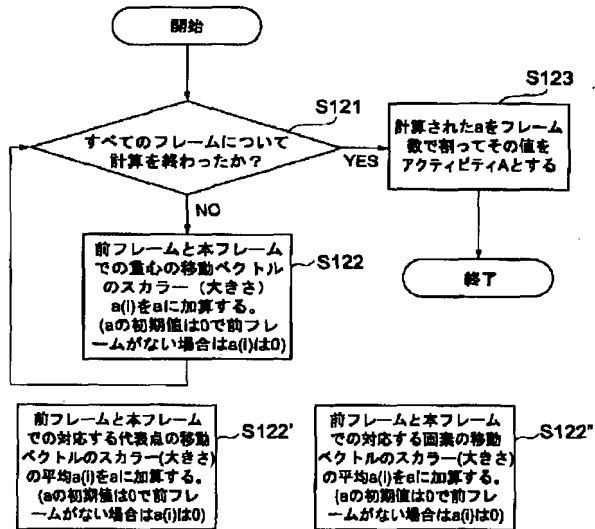 開始
S121
すべてのフレームについて
計算を終わったか？
YES
NO
S123
計算されたaをフレーム
数で割ってその値を
アクティビティAとする
前フレームと本フレーム
での重心の移動ベクトル
のスカラー（大きさ）
a(i)をaに加算する。
(aの初期値は0で前フレ
ームがない場合はa(i)は0)
S122
終了
前フレームと本フレーム
での対応する代表点の移動
ベクトルのスカラー(大きさ)
の平均a(i)をaに加算する。
(aの初期値は0で前フレ
ームがない場合はa(i)は0)
S122'
前フレームと本フレーム
での対応する画素の移動
ベクトルのスカラー(大きさ)
の平均a(i)をaに加算する。
(aの初期値は0で前フレ
ームがない場合はa(i)は0)
S122"